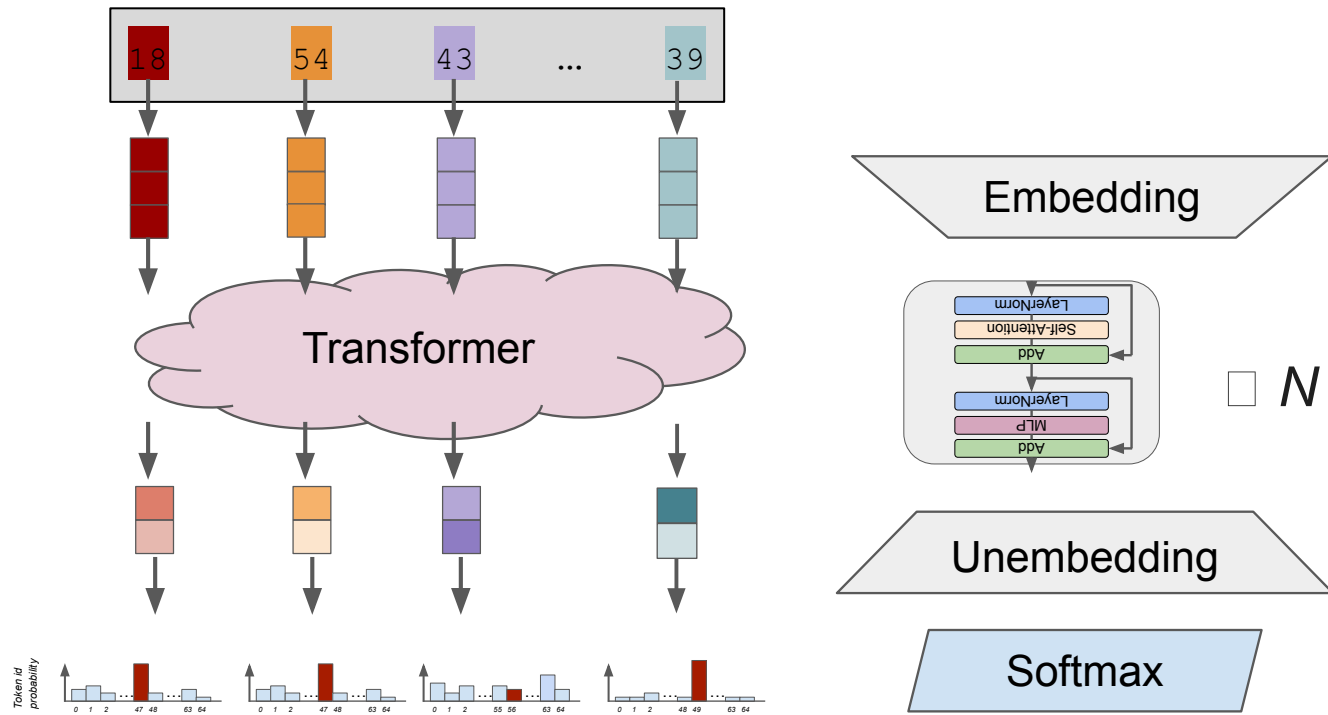 18 54 43 ... 39
Embedding
LayerNorm
Self-Attention
Add
LayerNorm
MLP
Add
□ N
Transformer
Unembedding
Softmax
Token id
probability
0 1 2 ... 47 48 ... 63 64
0 1 2 ... 47 48 ... 63 64
0 1 2 ... 55 56 ... 63 64
0 1 2 ... 48 49 ... 63 64